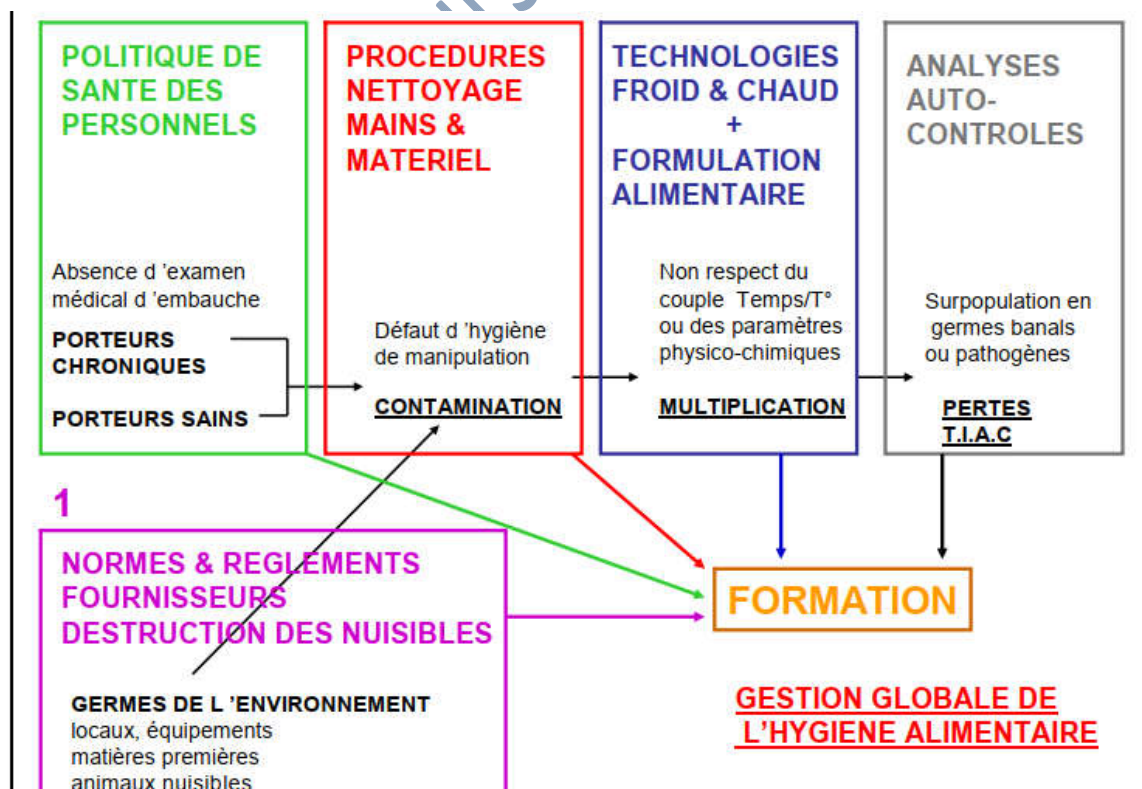 POLITIQUE DE
SANTE DES
PERSONNELS
Absence d 'examen
médical d 'embauche
PORTEURS
CHRONIQUES
PORTEURS SAINS
PROCEDURES
NETTOYAGE
MAINS &
MATERIEL
Défaut d 'hygiène
de manipulation
CONTAMINATION
TECHNOLOGIES
FROID & CHAUD
+
FORMULATION
ALIMENTAIRE
Non respect du
couple Temps/T°
ou des paramètres
physico-chimiques
MULTIPLICATION
ANALYSES
AUTO-
CONTROLES
Surpopulation en
germes banals
ou pathogènes
PERTES
T.I.A.C
1
NORMES & REGLEMENTS
FOURNISSEURS
DESTRUCTION DES NUISIBLES
GERMES DE L 'ENVIRONNEMENT
locaux, équipements
matières premières
animaux nuisibles
FORMATION
GESTION GLOBALE DE
L'HYGIENE ALIMENTAIRE